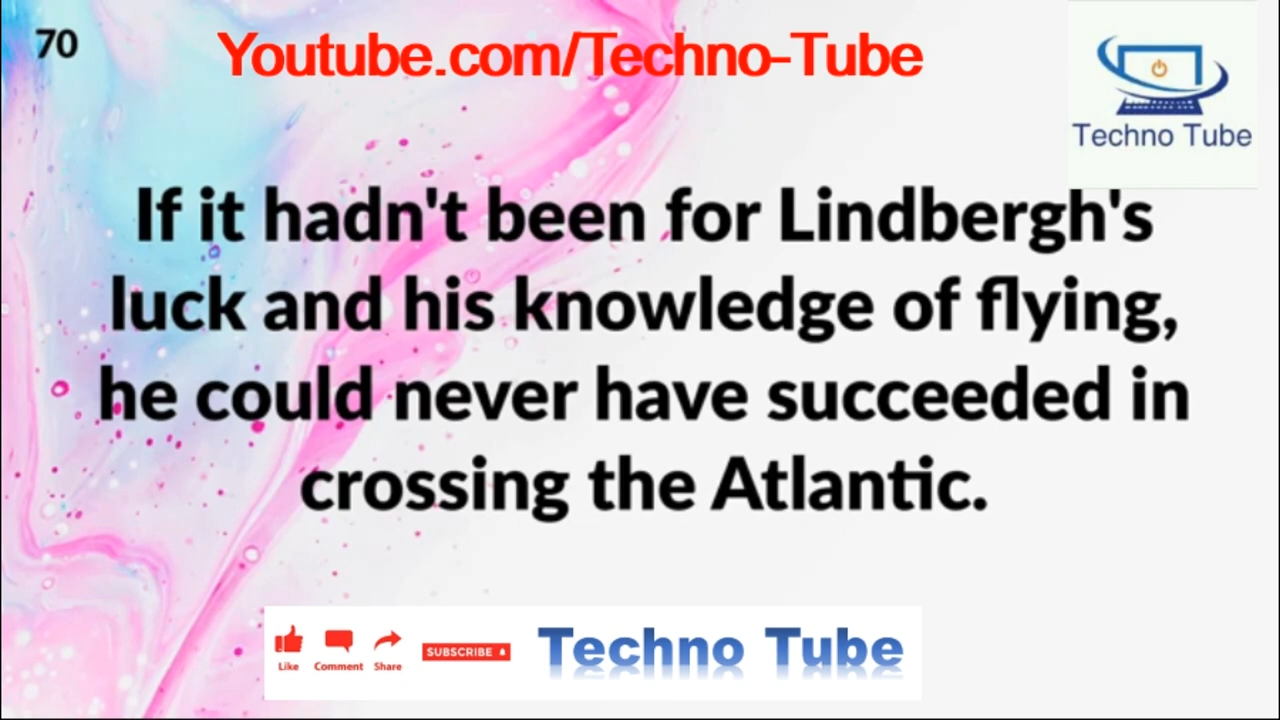 70
Youtube.com/Techno-Tube
Techno Tube
If it hadn't been for Lindbergh's
luck and his knowledge of flying,
he could never have succeeded in
crossing the Atlantic.
Like Comment Share SUBSCRIBE Techno Tube